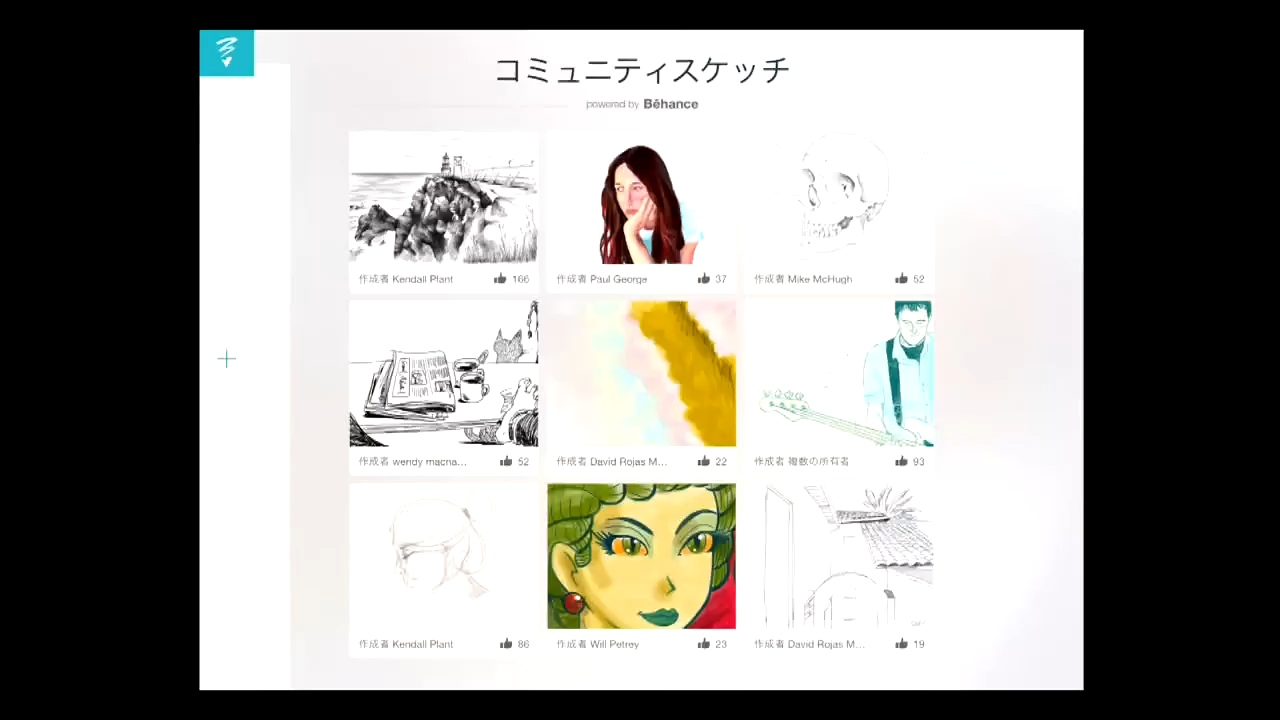 コミュニティスケッチ
powered by Bēhance
作成者 Kendall Plant 166
作成者 Paul George 37
作成者 Mike McHugh 52
作成者 wendy macna... 52
作成者 David Rojas M... 22
作成者 複数の所有者 93
作成者 Kendall Plant 86
作成者 Will Petrey 23
作成者 David Rojas M... 19